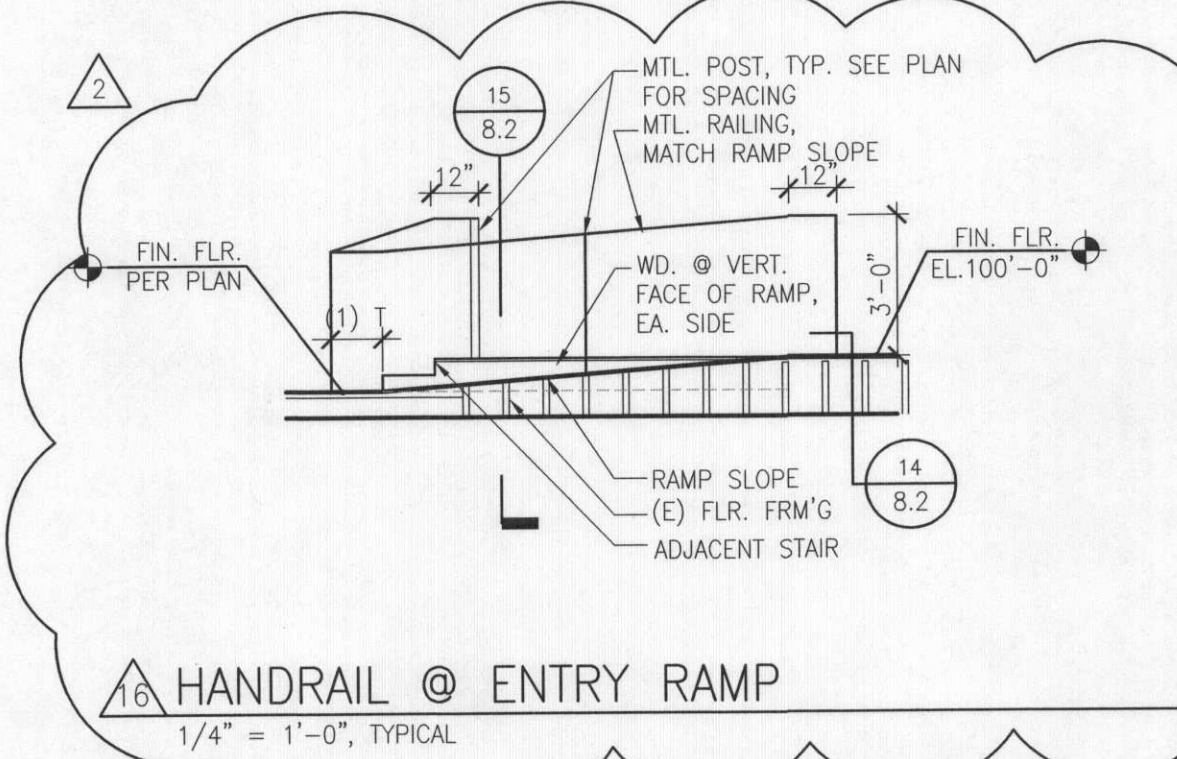 2
15
8.2
MTL. POST, TYP. SEE PLAN
FOR SPACING
MTL. RAILING,
MATCH RAMP SLOPE
12"
12"
FIN. FLR.
PER PLAN
FIN. FLR.
EL.100'-0"
WD. @ VERT.
FACE OF RAMP,
EA. SIDE
3'-0"
(1) T
RAMP SLOPE
(E) FLR. FRM'G
ADJACENT STAIR
14
8.2
16 HANDRAIL @ ENTRY RAMP
1/4" = 1'-0", TYPICAL